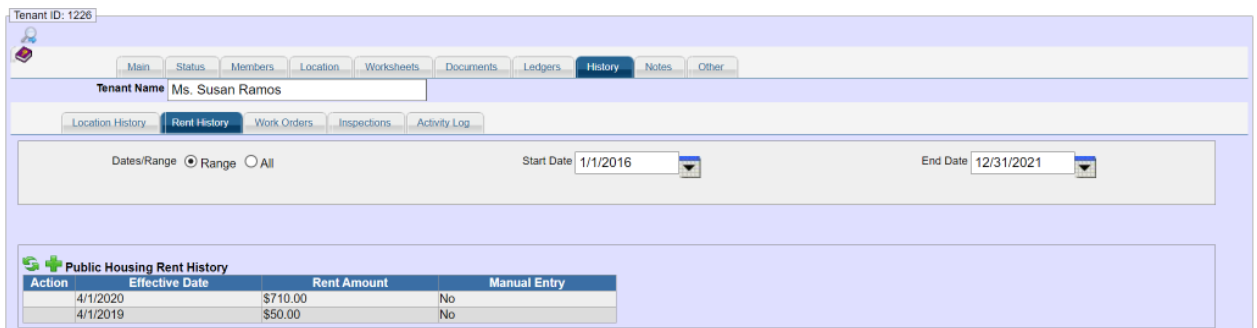 Tenant ID: 1226
Main Status Members Location Worksheets Documents Ledgers History Notes Other
Tenant Name Ms. Susan Ramos
Location History Rent History Work Orders Inspections Activity Log
Dates/Range Range All Start Date 1/1/2016 End Date 12/31/2021
Public Housing Rent History
Action Effective Date Rent Amount Manual Entry
4/1/2020 $710.00 No
4/1/2019 $50.00 No